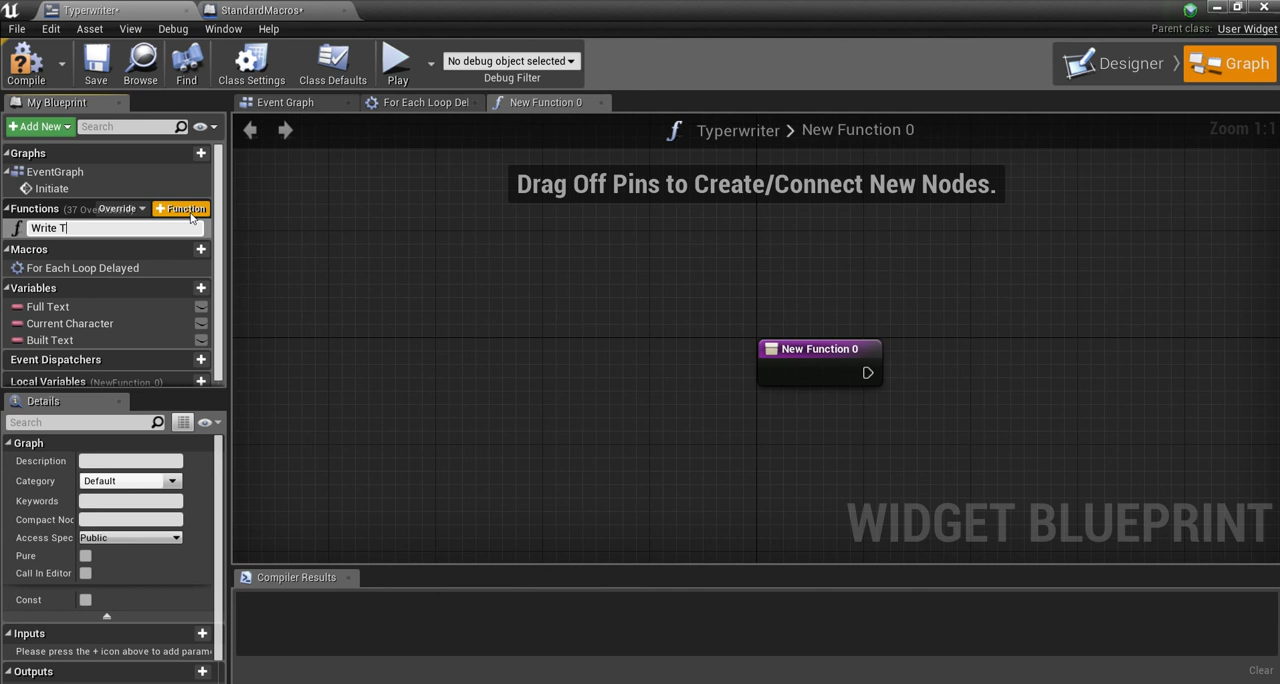 Typerwriter*
StandardMacros*
File Edit Asset View Debug Window Help
Parent class: User Widget
Compile
Save
Browse
Find
Class Settings
Class Defaults
Play
No debug object selected
Debug Filter
Designer
Graph
My Blueprint
Event Graph
For Each Loop Del
New Function 0
Add New
Search
Typerwriter > New Function 0
Zoom 1:1
Drag Off Pins to Create/Connect New Nodes.
Graphs
EventGraph
Initiate
Functions (37 Over Override + Function
Write T
Macros
For Each Loop Delayed
Variables
Full Text
Current Character
Built Text
Event Dispatchers
Local Variables (NewFunction_0)
New Function 0
WIDGET BLUEPRINT
Details
Search
Graph
Description
Category Default
Keywords
Compact Noc
Access Spec Public
Pure
Call In Editor
Const
Inputs
Please press the + icon above to add param
Outputs
Compiler Results
Clear